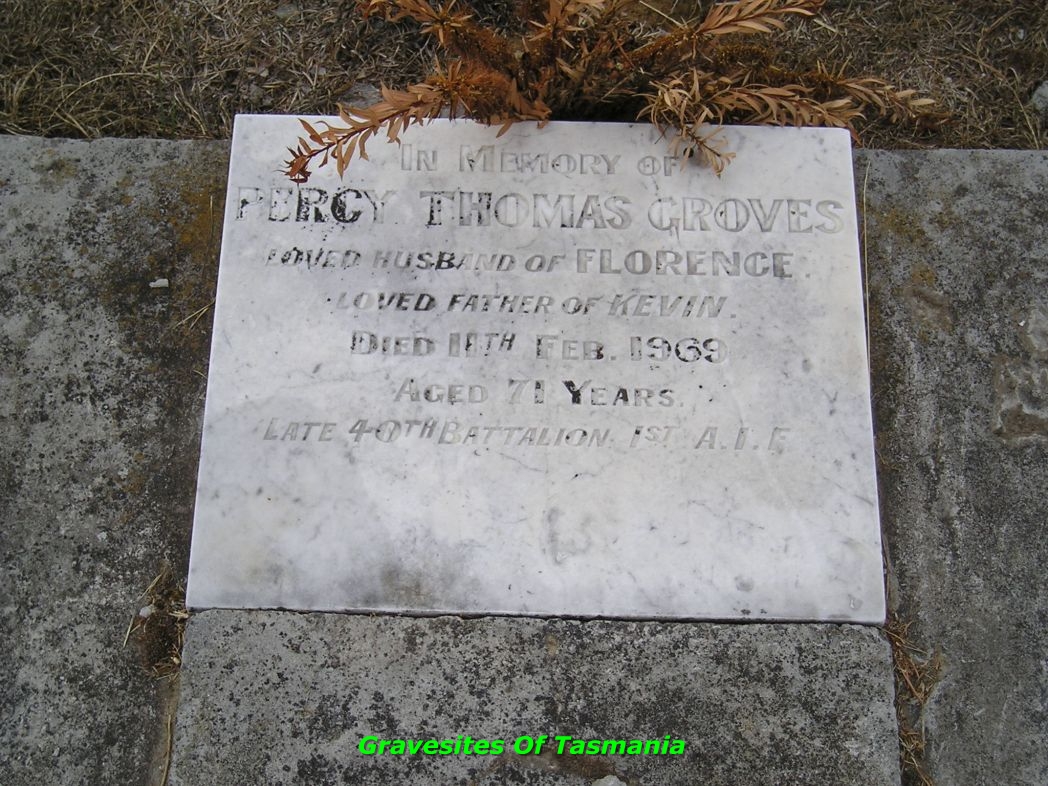 IN MEMORY OF
PERCY THOMAS GROVES
LOVED HUSBAND OF FLORENCE.
LOVED FATHER OF KEVIN.
DIED 11TH FEB. 1969
AGED 71 YEARS.
LATE 40TH BATTALION. 1ST A.I.F.
Gravesites Of Tasmania